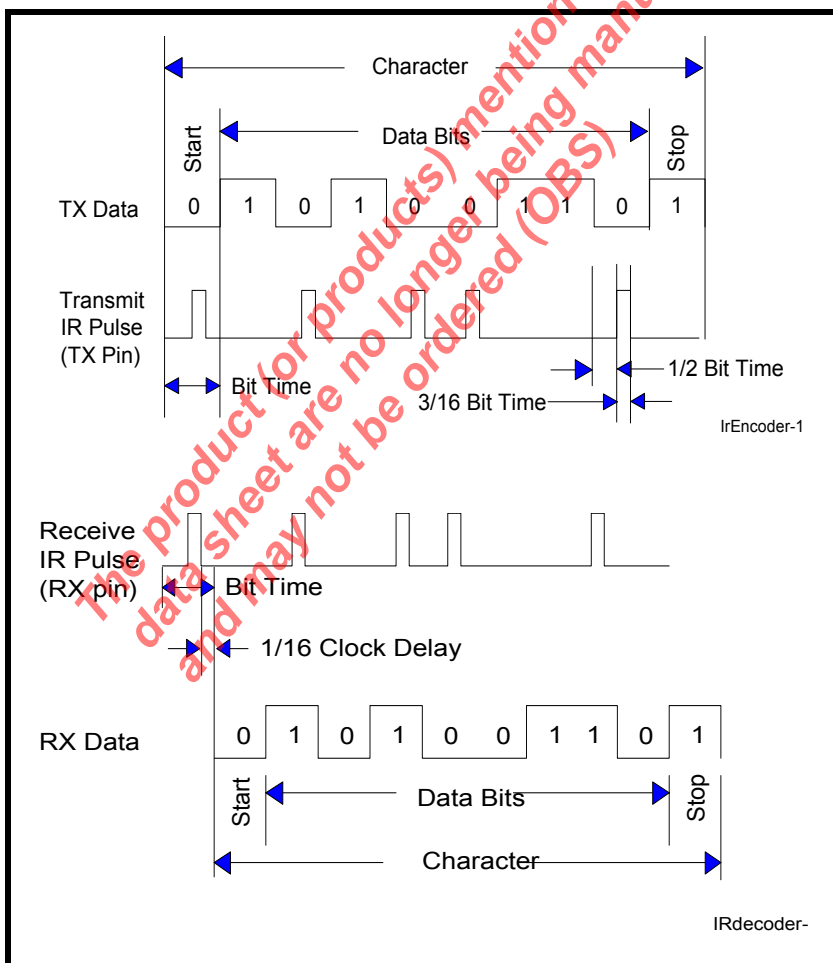 Character
Start
Data Bits
Stop
TX Data
0 1 0 1 0 0 1 1 0 1
Transmit
IR Pulse
(TX Pin)
Bit Time
1/2 Bit Time
3/16 Bit Time
IrEncoder-1
The product (or products) mention
data sheet are no longer being manu
and may not be ordered (OBS)
Receive
IR Pulse
(RX pin)
Bit Time
1/16 Clock Delay
RX Data
0 1 0 1 0 0 1 1 0 1
Start
Data Bits
Stop
Character
IRdecoder-